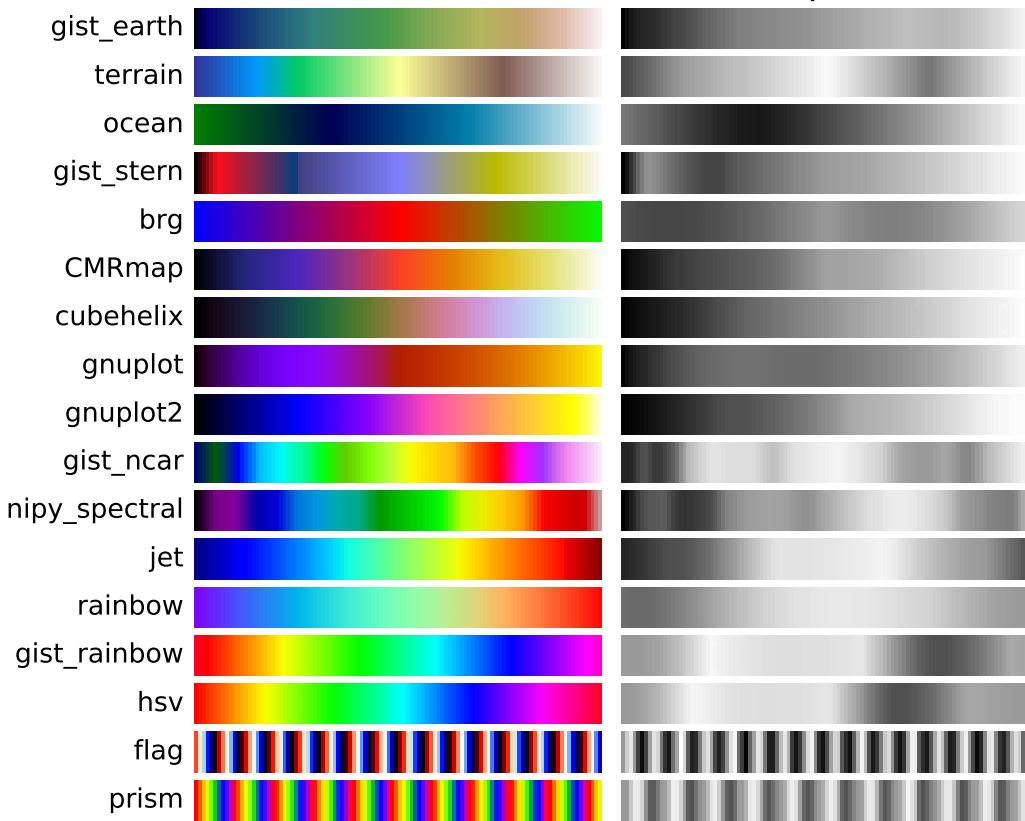 gist_earth
terrain
ocean
gist_stern
brg
CMRmap
cubehelix
gnuplot
gnuplot2
gist_ncar
nipy_spectral
jet
rainbow
gist_rainbow
hsv
flag
prism